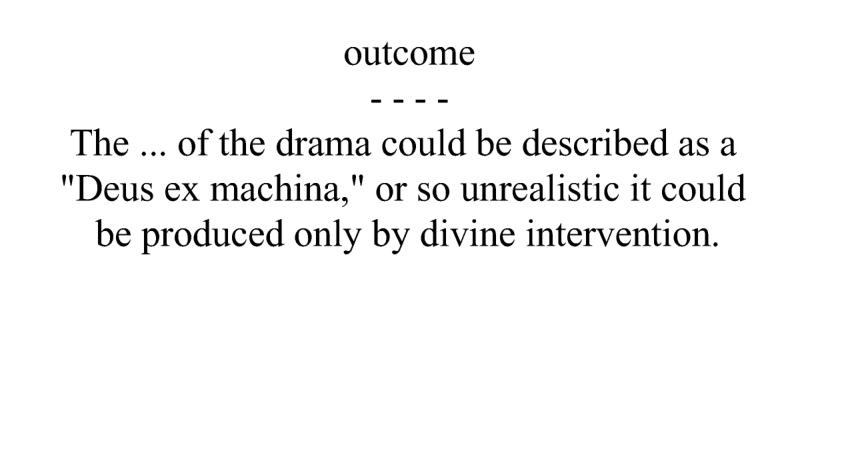 outcome
- - - -
The ... of the drama could be described as a
"Deus ex machina," or so unrealistic it could
be produced only by divine intervention.